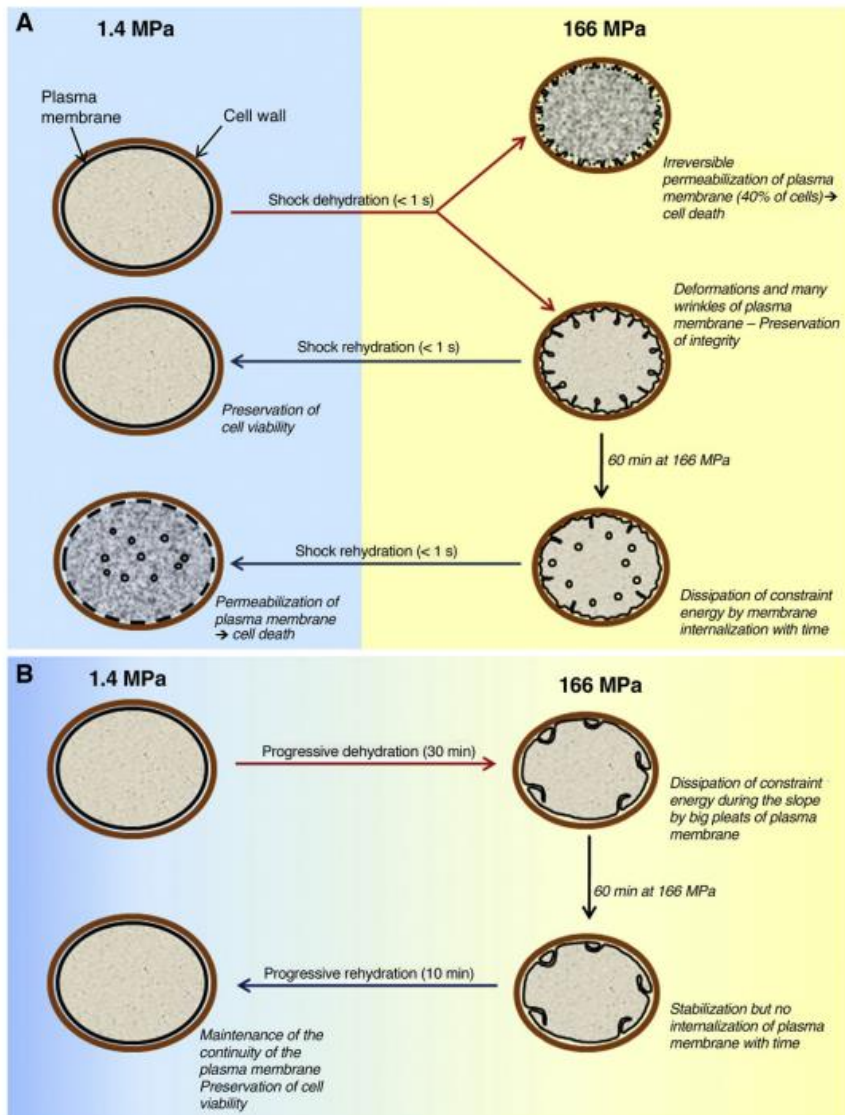 A
1.4 MPa
166 MPa
Plasma
membrane
Cell wall
Shock dehydration (< 1 s)
Irreversible
permeabilization of plasma
membrane (40% of cells)➔
cell death
Deformations and many
wrinkles of plasma
membrane – Preservation
of integrity
Shock rehydration (< 1 s)
Preservation of
cell viability
60 min at 166 MPa
Shock rehydration (< 1 s)
Permeabilization of
plasma membrane
➔ cell death
Dissipation of constraint
energy by membrane
internalization with time
B
1.4 MPa
166 MPa
Progressive dehydration (30 min)
Dissipation of constraint
energy during the slope
by big pleats of plasma
membrane
60 min at 166 MPa
Progressive rehydration (10 min)
Maintenance of the
continuity of the
plasma membrane
Preservation of cell
viability
Stabilization but no
internalization of plasma
membrane with time